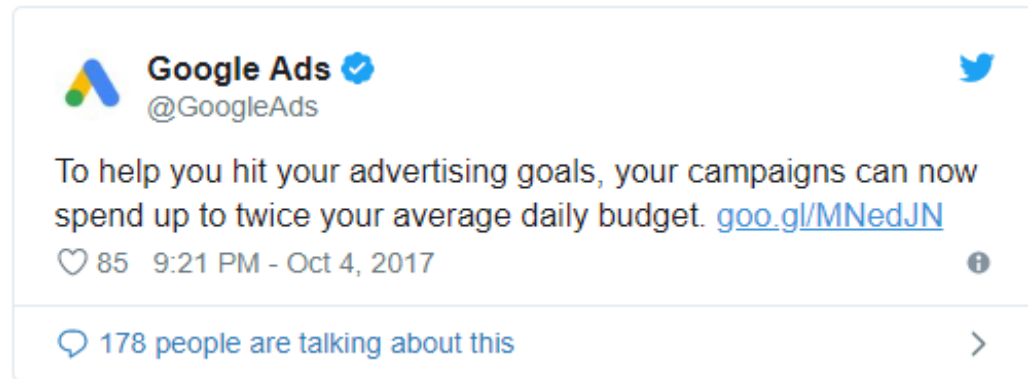 Google Ads
@GoogleAds
To help you hit your advertising goals, your campaigns can now
spend up to twice your average daily budget. goo.gl/MNedJN
85 9:21 PM - Oct 4, 2017
178 people are talking about this